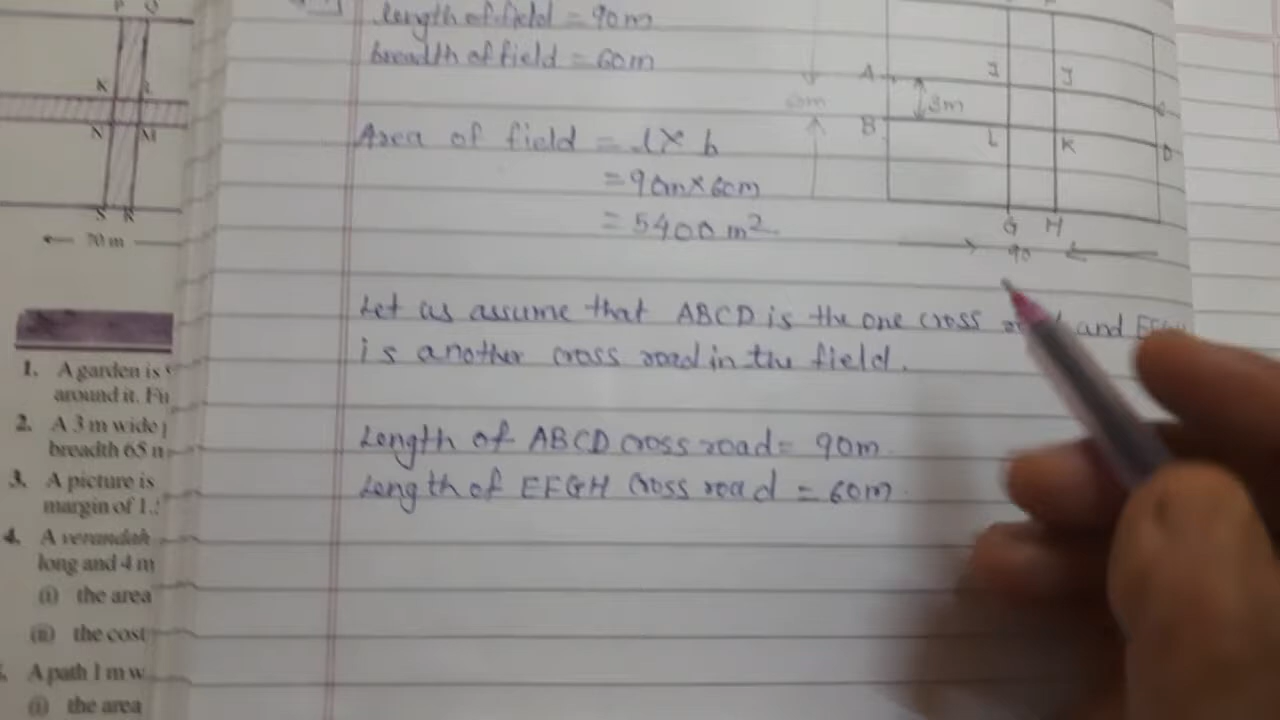 P Q
K L
N M
S R
70 m
1. A garden is
around it.
2. A 3 m wide
breadth 65
3. A picture is
margin of 1.
4. A verandah
long and 4 m
(i) the area
(ii) the cost
A path 1 m w
(i) the area
length of field = 90m
breadth of field = 60m
Area of field = l × b
= 90m × 60m
= 5400 m²
A I J
3m
B L K D
G H
90
Let us assume that ABCD is the one cross and
is another cross road in the field.
Length of ABCD cross road = 90m
Length of EFGH cross road = 60m